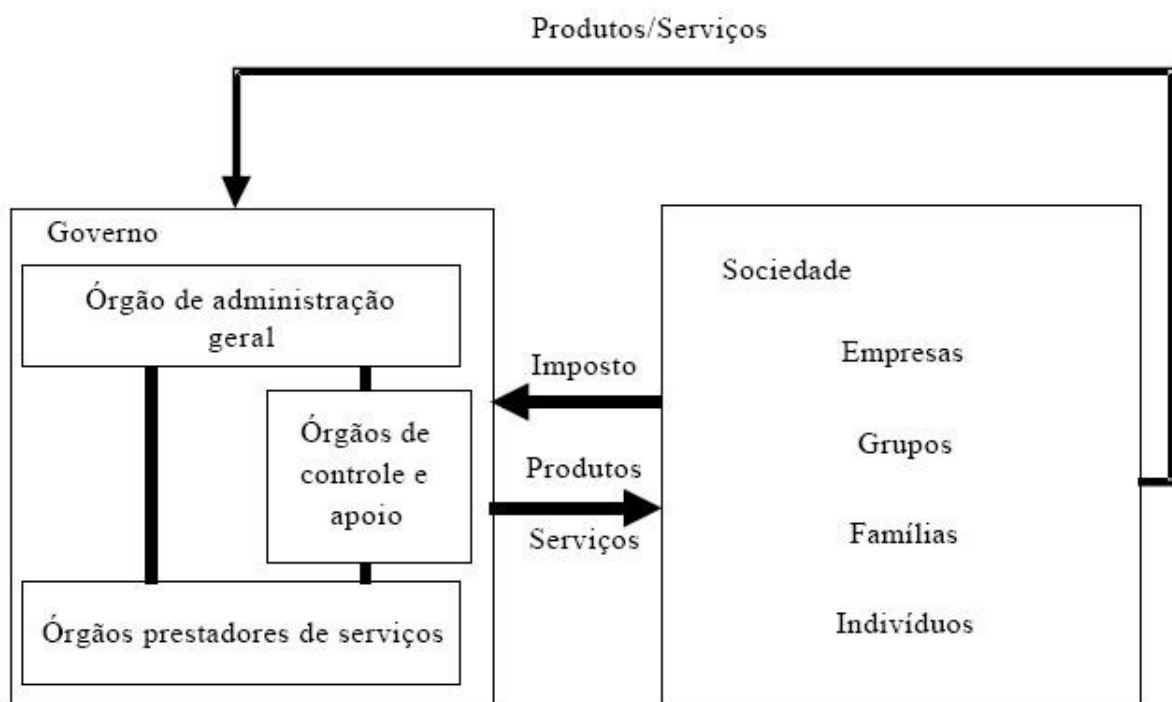 Produtos/Serviços
Governo
Órgão de administração
geral
Órgãos de
controle e
apoio
Órgãos prestadores de serviços
Imposto
Produtos
Serviços
Sociedade
Empresas
Grupos
Famílias
Indivíduos